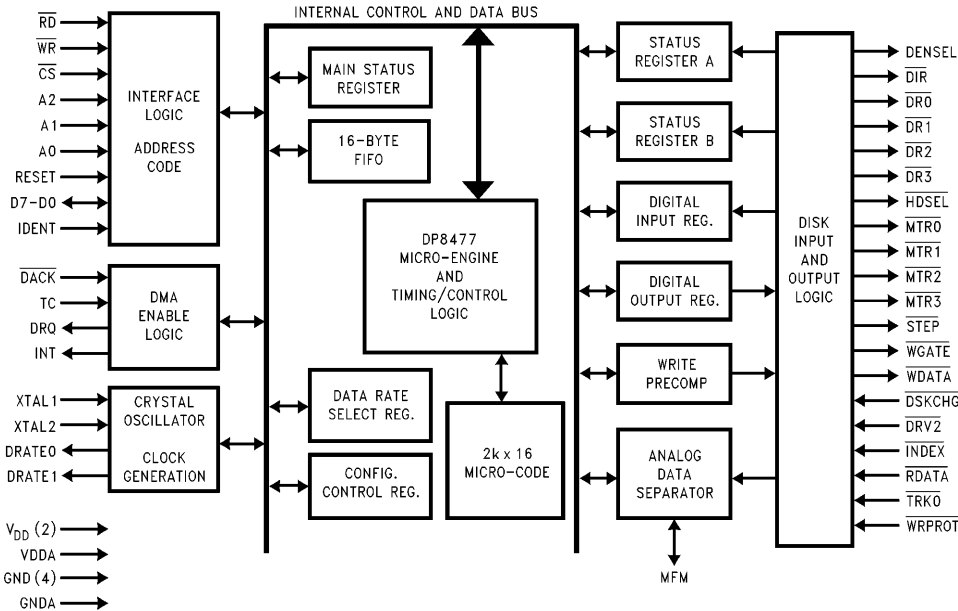 INTERNAL CONTROL AND DATA BUS
RD
WR
CS
A2
A1
A0
RESET
D7-D0
IDENT
INTERFACE
LOGIC
ADDRESS
CODE
DACK
TC
DRQ
INT
DMA
ENABLE
LOGIC
XTAL1
XTAL2
DRATE0
DRATE1
CRYSTAL
OSCILLATOR
CLOCK
GENERATION
VDD (2)
VDDA
GND (4)
GNDA
MAIN STATUS
REGISTER
16-BYTE
FIFO
DP8477
MICRO-ENGINE
AND
TIMING/CONTROL
LOGIC
DATA RATE
SELECT REG.
CONFIG.
CONTROL REG.
2k x 16
MICRO-CODE
STATUS
REGISTER A
STATUS
REGISTER B
DIGITAL
INPUT REG.
DIGITAL
OUTPUT REG.
WRITE
PRECOMP
ANALOG
DATA
SEPARATOR
MFM
DISK
INPUT
AND
OUTPUT
LOGIC
DENSEL
DIR
DR0
DR1
DR2
DR3
HDSEL
MTR0
MTR1
MTR2
MTR3
STEP
WGATE
WDATA
DSKCHG
DRV2
INDEX
RDATA
TRK0
WRPROT